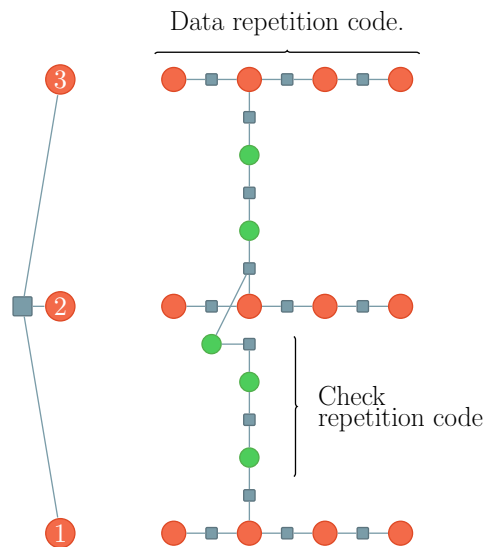 Data repetition code.
3
2
Check
repetition code
1